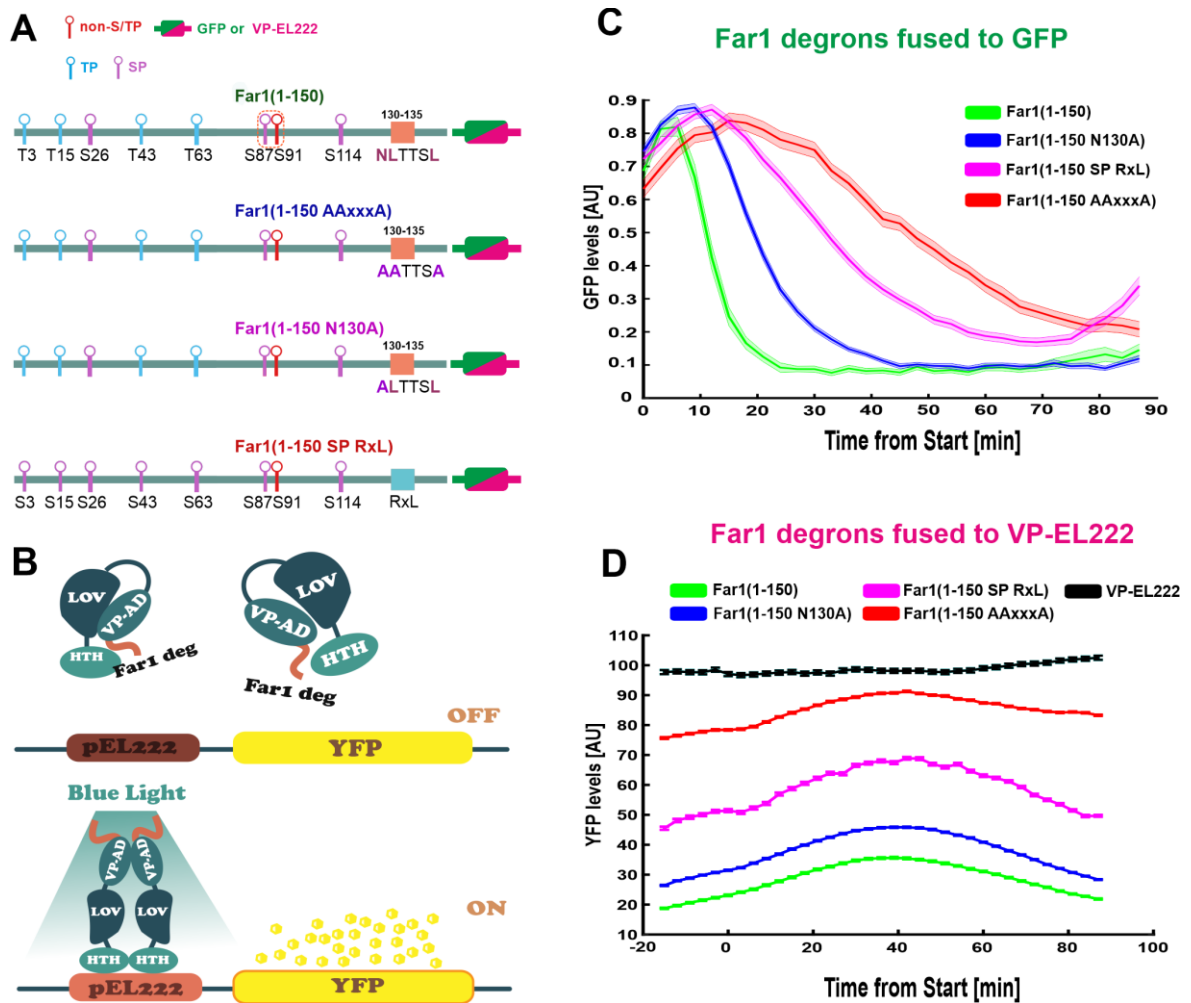 A
non-S/TP
GFP or VP-EL222
TP
SP
Far1(1-150)
130-135
T3 T15 S26 T43 T63 S87S91 S114 NLTTSL
Far1(1-150 AAxxxA)
130-135
AATTSA
Far1(1-150 N130A)
130-135
ALTTSL
Far1(1-150 SP RxL)
S3 S15 S26 S43 S63 S87S91 S114 RxL
B
LOV
VP-AD
HTH
Far1 deg
LOV
VP-AD
HTH
Far1 deg
OFF
pEL222
YFP
Blue Light
VP-AD VP-AD
LOV LOV
HTH HTH
ON
pEL222
YFP
C
Far1 degrons fused to GFP
Far1(1-150)
Far1(1-150 N130A)
Far1(1-150 SP RxL)
Far1(1-150 AAxxxA)
GFP levels [AU]
0.9
0.8
0.7
0.6
0.5
0.4
0.3
0.2
0.1
0
0 10 20 30 40 50 60 70 80 90
Time from Start [min]
Far1 degrons fused to VP-EL222
D
Far1(1-150) Far1(1-150 SP RxL) VP-EL222
Far1(1-150 N130A) Far1(1-150 AAxxxA)
YFP levels [AU]
110
100
90
80
70
60
50
40
30
20
10
-20 0 20 40 60 80 100
Time from Start [min]